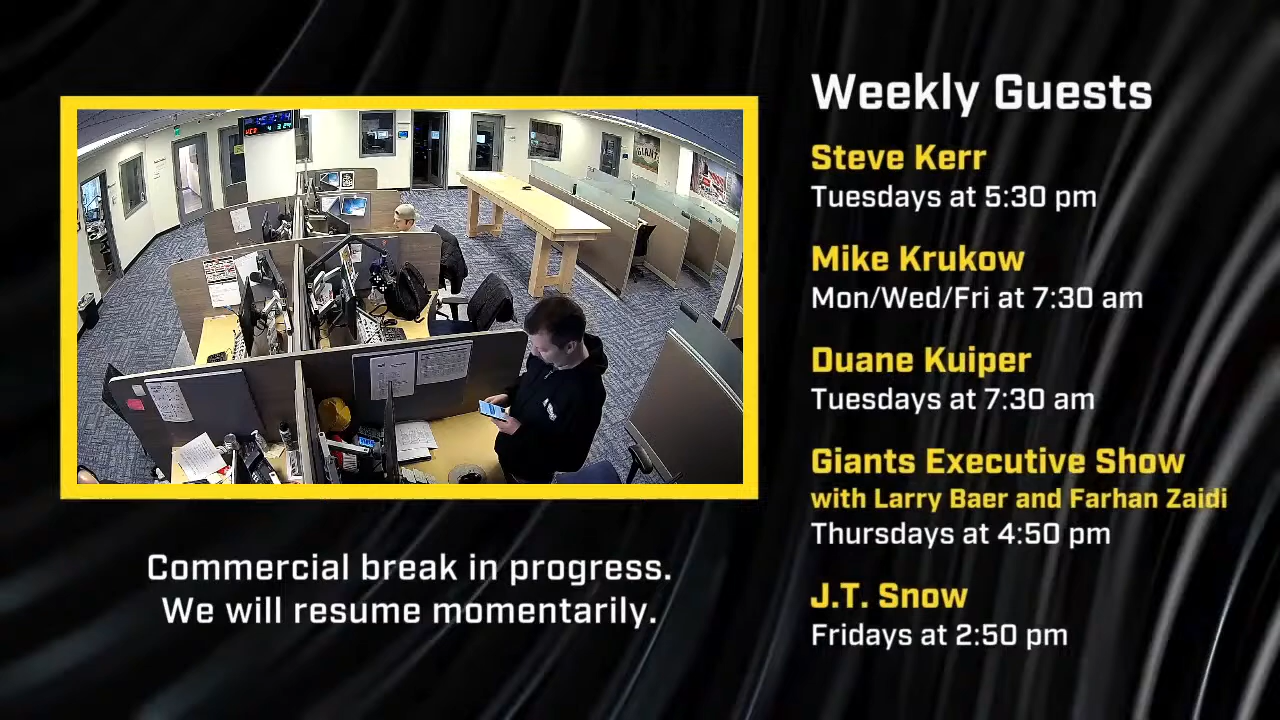 Weekly Guests
Steve Kerr
Tuesdays at 5:30 pm
Mike Krukow
Mon/Wed/Fri at 7:30 am
Duane Kuiper
Tuesdays at 7:30 am
Giants Executive Show
with Larry Baer and Farhan Zaidi
Thursdays at 4:50 pm
J.T. Snow
Fridays at 2:50 pm
GIANT
Commercial break in progress.
We will resume momentarily.